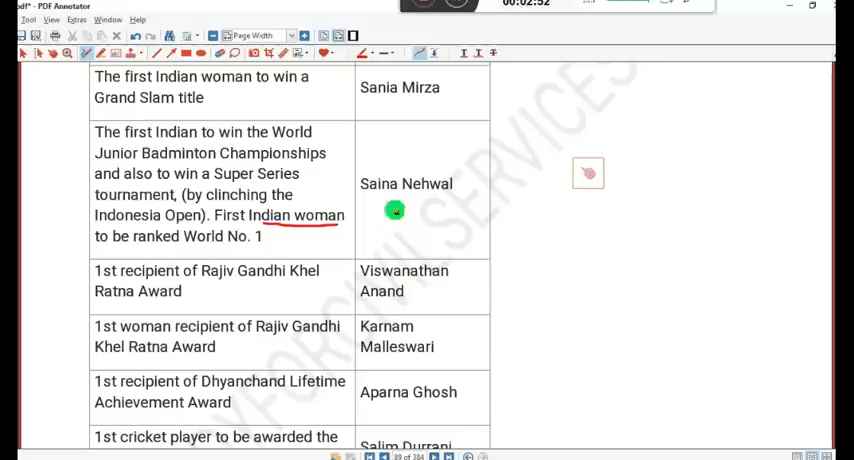 pdf* - PDF Annotator
00:02:52
Tool View Extras Window Help
Page Width
The first Indian woman to win a
Grand Slam title
Sania Mirza
The first Indian to win the World
Junior Badminton Championships
and also to win a Super Series
tournament, (by clinching the
Indonesia Open). First Indian woman
to be ranked World No. 1
Saina Nehwal
1st recipient of Rajiv Gandhi Khel
Ratna Award
Viswanathan
Anand
1st woman recipient of Rajiv Gandhi
Khel Ratna Award
Karnam
Malleswari
1st recipient of Dhyanchand Lifetime
Achievement Award
Aparna Ghosh
1st cricket player to be awarded the
Salim Durrani
89 of 384